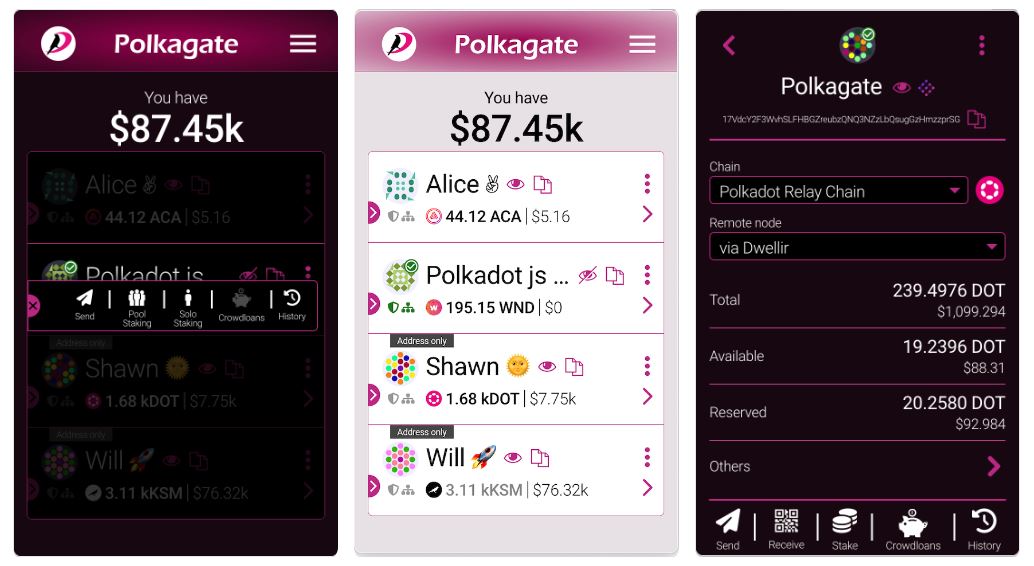 Polkagate
You have
$87.45k
Alice ✌
44.12 ACA | $5.16
Polkadot js
Send
Pool
Staking
Solo
Staking
Crowdloans
History
Address only
Shawn 🌞
1.68 kDOT | $7.75k
Address only
Will 🚀
3.11 kKSM | $76.32k
Polkagate
You have
$87.45k
Alice ✌
44.12 ACA | $5.16
Polkadot js ...
195.15 WND | $0
Address only
Shawn 🌞
1.68 kDOT | $7.75k
Address only
Will 🚀
3.11 kKSM | $76.32k
Polkagate
17VdcY2F3WvhSLFHBGZreubzQNQ3NZzLbQsugGzHmzzprSG
Chain
Polkadot Relay Chain
Remote node
via Dwellir
Total
239.4976 DOT
$1,099.294
Available
19.2396 DOT
$88.31
Reserved
20.2580 DOT
$92.984
Others
Send
Receive
Stake
Crowdloans
History